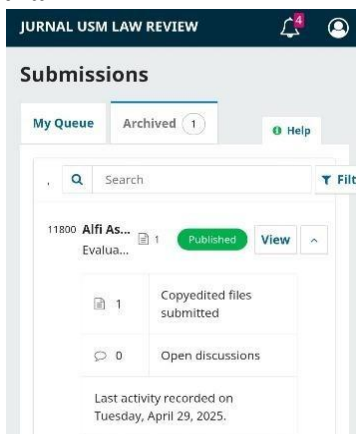 JURNAL USM LAW REVIEW 4
Submissions
My Queue Archived 1 Help
, Search Filt
11800 Alfi As... 1 Published View
Evalua...
1 Copyedited files
submitted
0 Open discussions
Last activity recorded on
Tuesday, April 29, 2025.